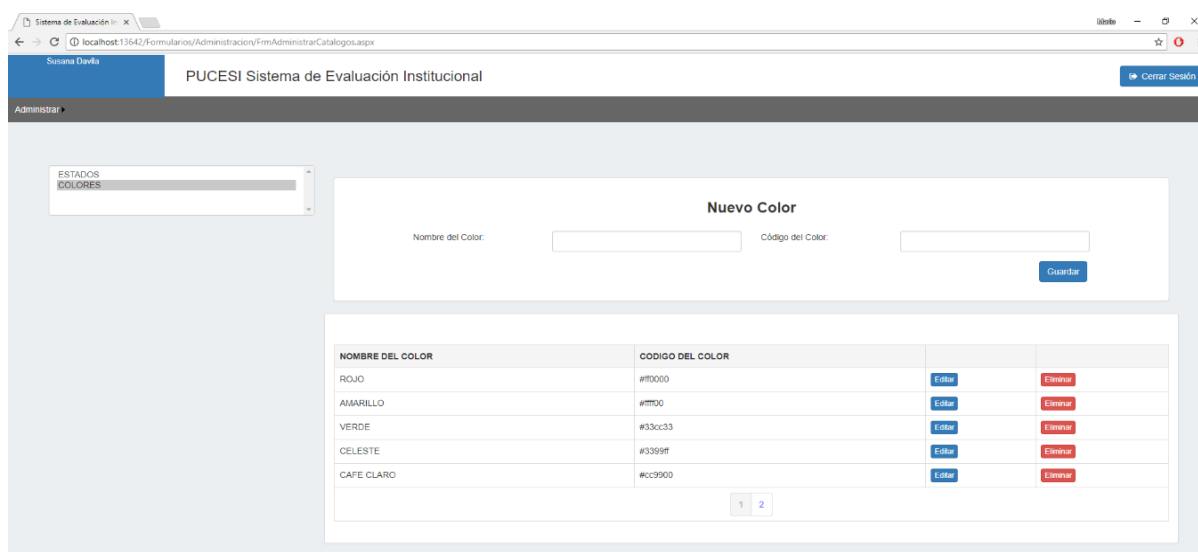 Sistema de Evaluación In
localhost:13642/Formularios/Administracion/FrmAdministrarCatalogos.aspx
Susana Davila
PUCESI Sistema de Evaluación Institucional
Cerrar Sesión
Administrar
ESTADOS
COLORES
Nuevo Color
Nombre del Color: Código del Color:
Guardar
NOMBRE DEL COLOR CODIGO DEL COLOR
ROJO #ff0000 Editar Eliminar
AMARILLO #ffff00 Editar Eliminar
VERDE #33cc33 Editar Eliminar
CELESTE #3399ff Editar Eliminar
CAFE CLARO #cc9900 Editar Eliminar
1 2